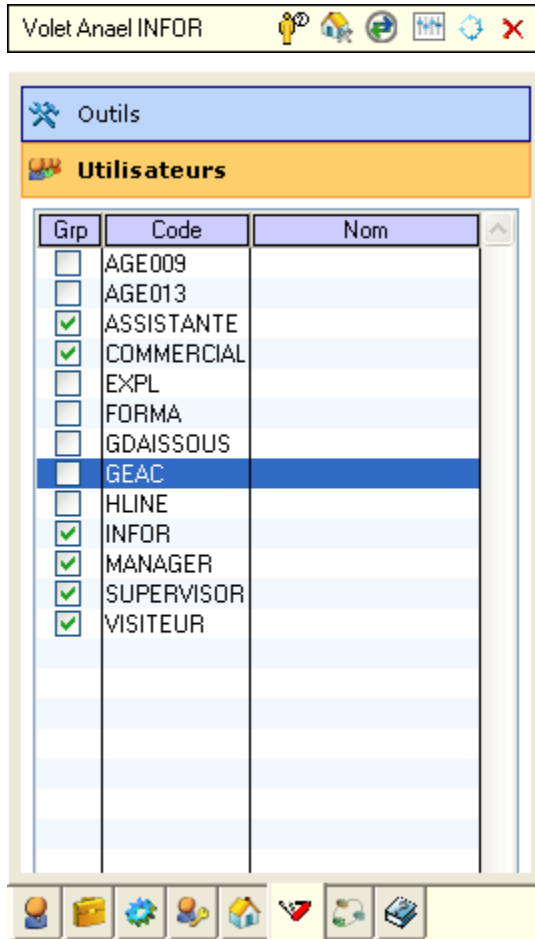 Volet Anael INFOR
Outils
Utilisateurs
Grp Code Nom
AGE009
AGE013
ASSISTANTE
COMMERCIAL
EXPL
FORMA
GDAISSOUS
GEAC
HLINE
INFOR
MANAGER
SUPERVISOR
VISITEUR